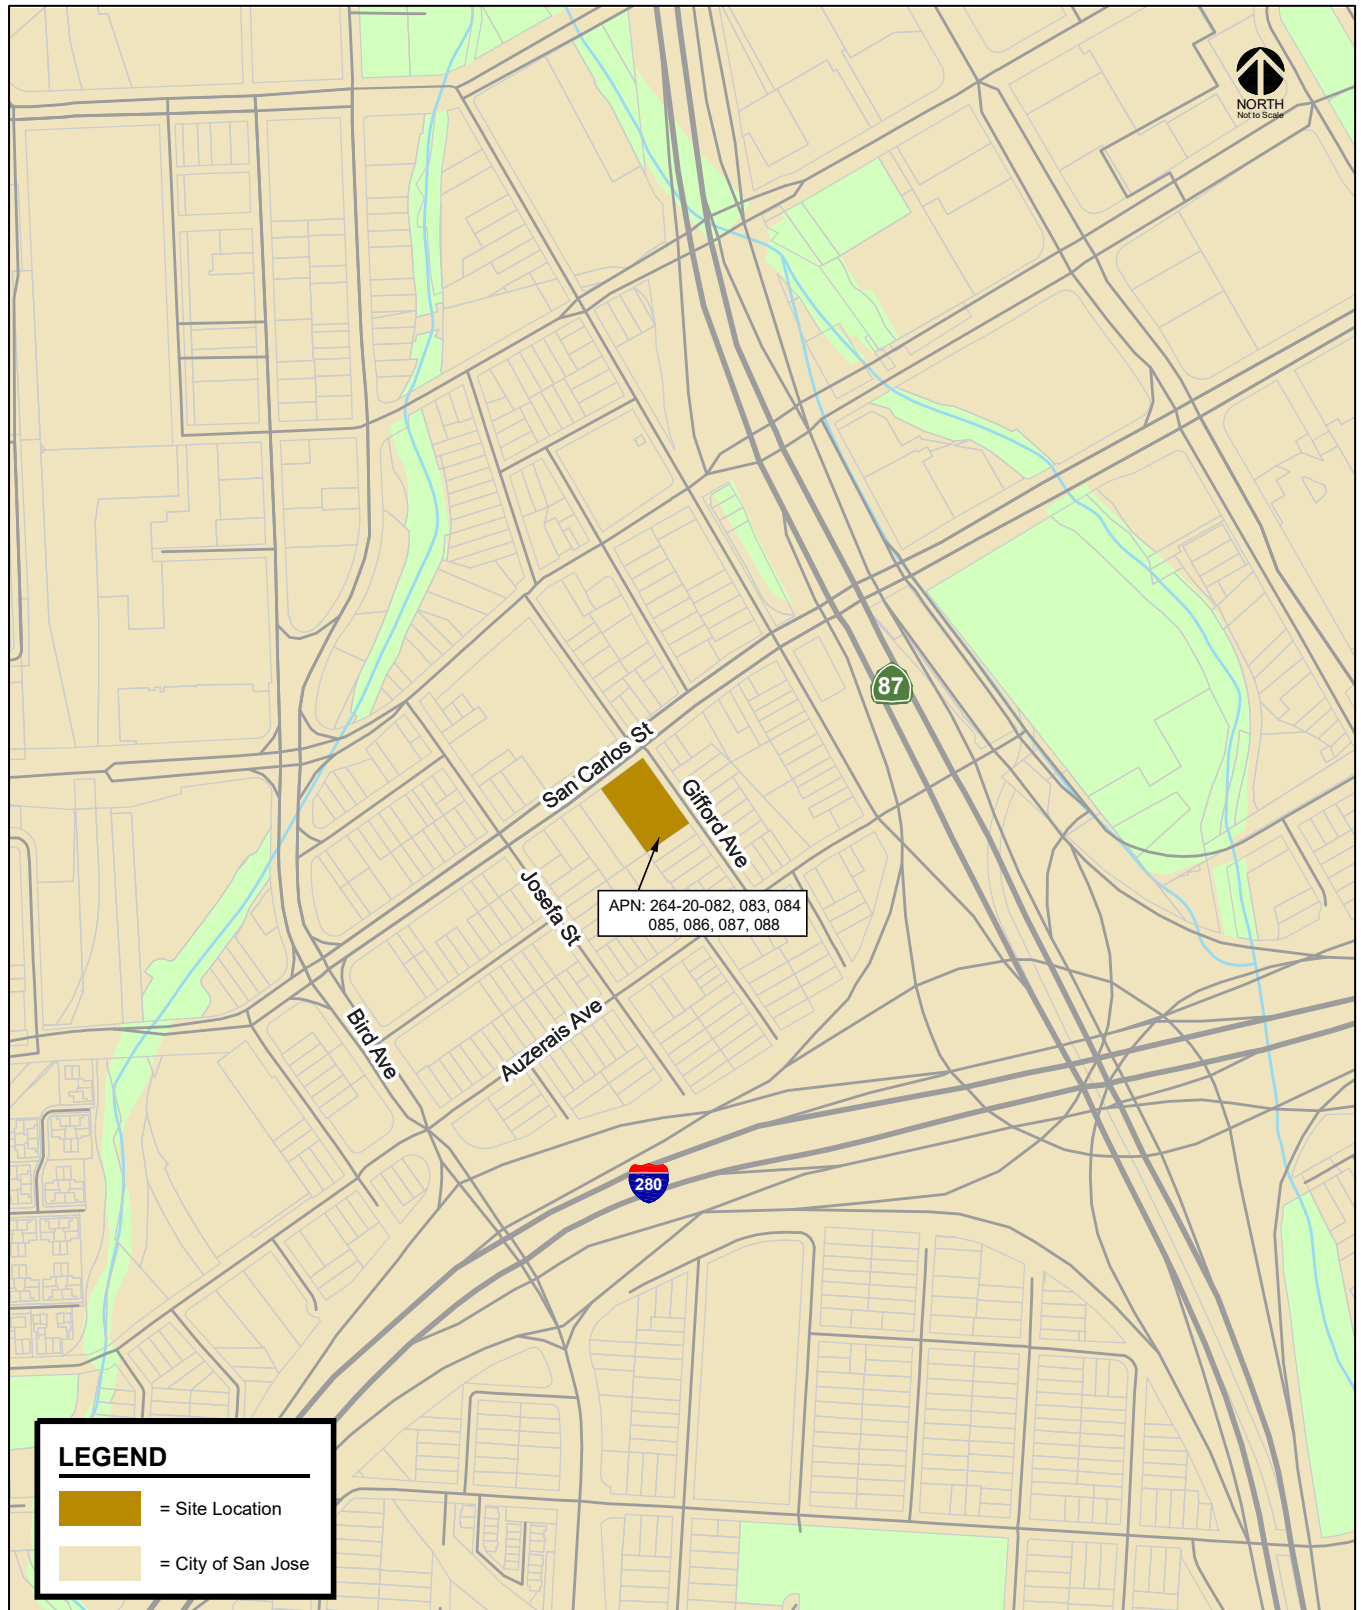 NORTH
Not to Scale
87
San Carlos St
Gifford Ave
Josefa St
APN: 264-20-082, 083, 084
085, 086, 087, 088
Bird Ave
Auzerais Ave
280
LEGEND
= Site Location
= City of San Jose